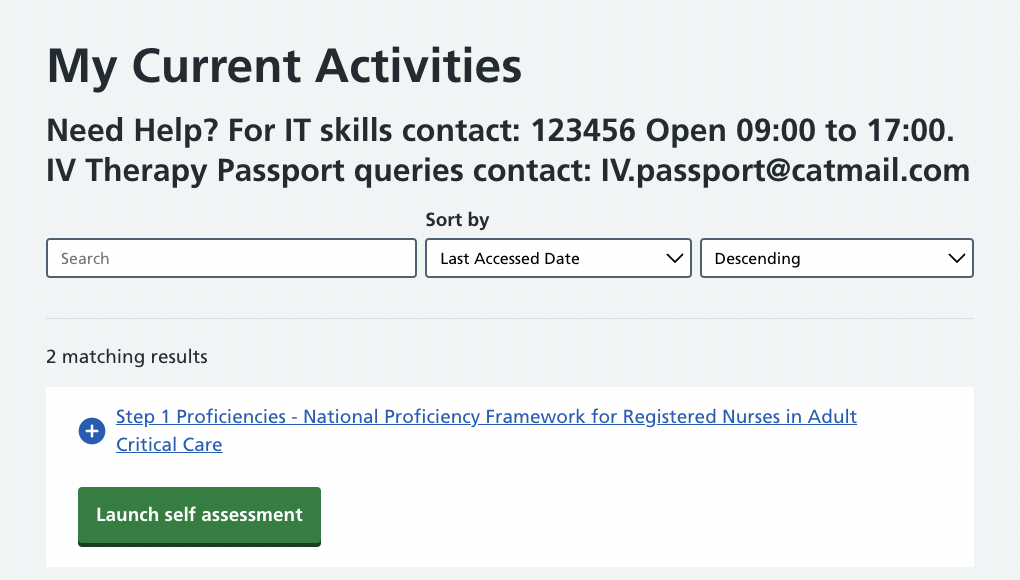 My Current Activities
Need Help? For IT skills contact: 123456 Open 09:00 to 17:00.
IV Therapy Passport queries contact: IV.passport@catmail.com
Sort by
Search
Last Accessed Date
Descending
2 matching results
Step 1 Proficiencies - National Proficiency Framework for Registered Nurses in Adult
Critical Care
Launch self assessment